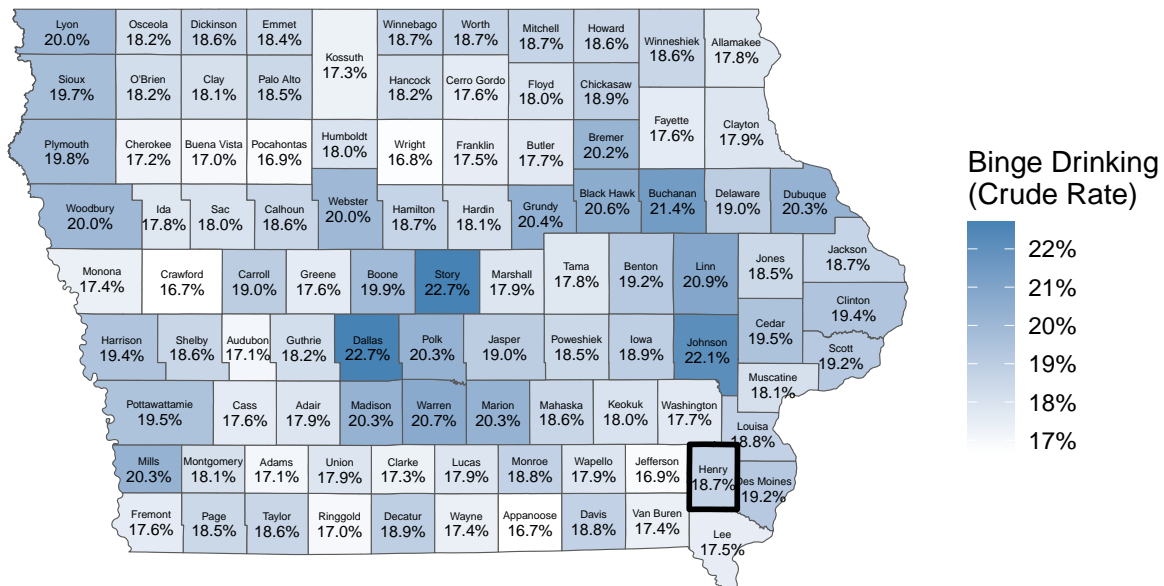 Lyon
20.0%
Osceola
18.2%
Dickinson
18.6%
Emmet
18.4%
Kossuth
17.3%
Winnebago
18.7%
Worth
18.7%
Mitchell
18.7%
Howard
18.6%
Winneshiek
18.6%
Allamakee
17.8%
Sioux
19.7%
O'Brien
18.2%
Clay
18.1%
Palo Alto
18.5%
Hancock
18.2%
Cerro Gordo
17.6%
Floyd
18.0%
Chickasaw
18.9%
Plymouth
19.8%
Cherokee
17.2%
Buena Vista
17.0%
Pocahontas
16.9%
Humboldt
18.0%
Wright
16.8%
Franklin
17.5%
Butler
17.7%
Bremer
20.2%
Fayette
17.6%
Clayton
17.9%
Woodbury
20.0%
Ida
17.8%
Sac
18.0%
Calhoun
18.6%
Webster
20.0%
Hamilton
18.7%
Hardin
18.1%
Grundy
20.4%
Black Hawk
20.6%
Buchanan
21.4%
Delaware
19.0%
Dubuque
20.3%
Monona
17.4%
Crawford
16.7%
Carroll
19.0%
Greene
17.6%
Boone
19.9%
Story
22.7%
Marshall
17.9%
Tama
17.8%
Benton
19.2%
Linn
20.9%
Jones
18.5%
Jackson
18.7%
Clinton
19.4%
Harrison
19.4%
Shelby
18.6%
Audubon
17.1%
Guthrie
18.2%
Dallas
22.7%
Polk
20.3%
Jasper
19.0%
Poweshiek
18.5%
Iowa
18.9%
Johnson
22.1%
Cedar
19.5%
Scott
19.2%
Muscatine
18.1%
Pottawattamie
19.5%
Cass
17.6%
Adair
17.9%
Madison
20.3%
Warren
20.7%
Marion
20.3%
Mahaska
18.6%
Keokuk
18.0%
Washington
17.7%
Louisa
18.8%
Mills
20.3%
Montgomery
18.1%
Adams
17.1%
Union
17.9%
Clarke
17.3%
Lucas
17.9%
Monroe
18.8%
Wapello
17.9%
Jefferson
16.9%
Henry
18.7%
Des Moines
19.2%
Fremont
17.6%
Page
18.5%
Taylor
18.6%
Ringgold
17.0%
Decatur
18.9%
Wayne
17.4%
Appanoose
16.7%
Davis
18.8%
Van Buren
17.4%
Lee
17.5%
Binge Drinking
(Crude Rate)
22%
21%
20%
19%
18%
17%